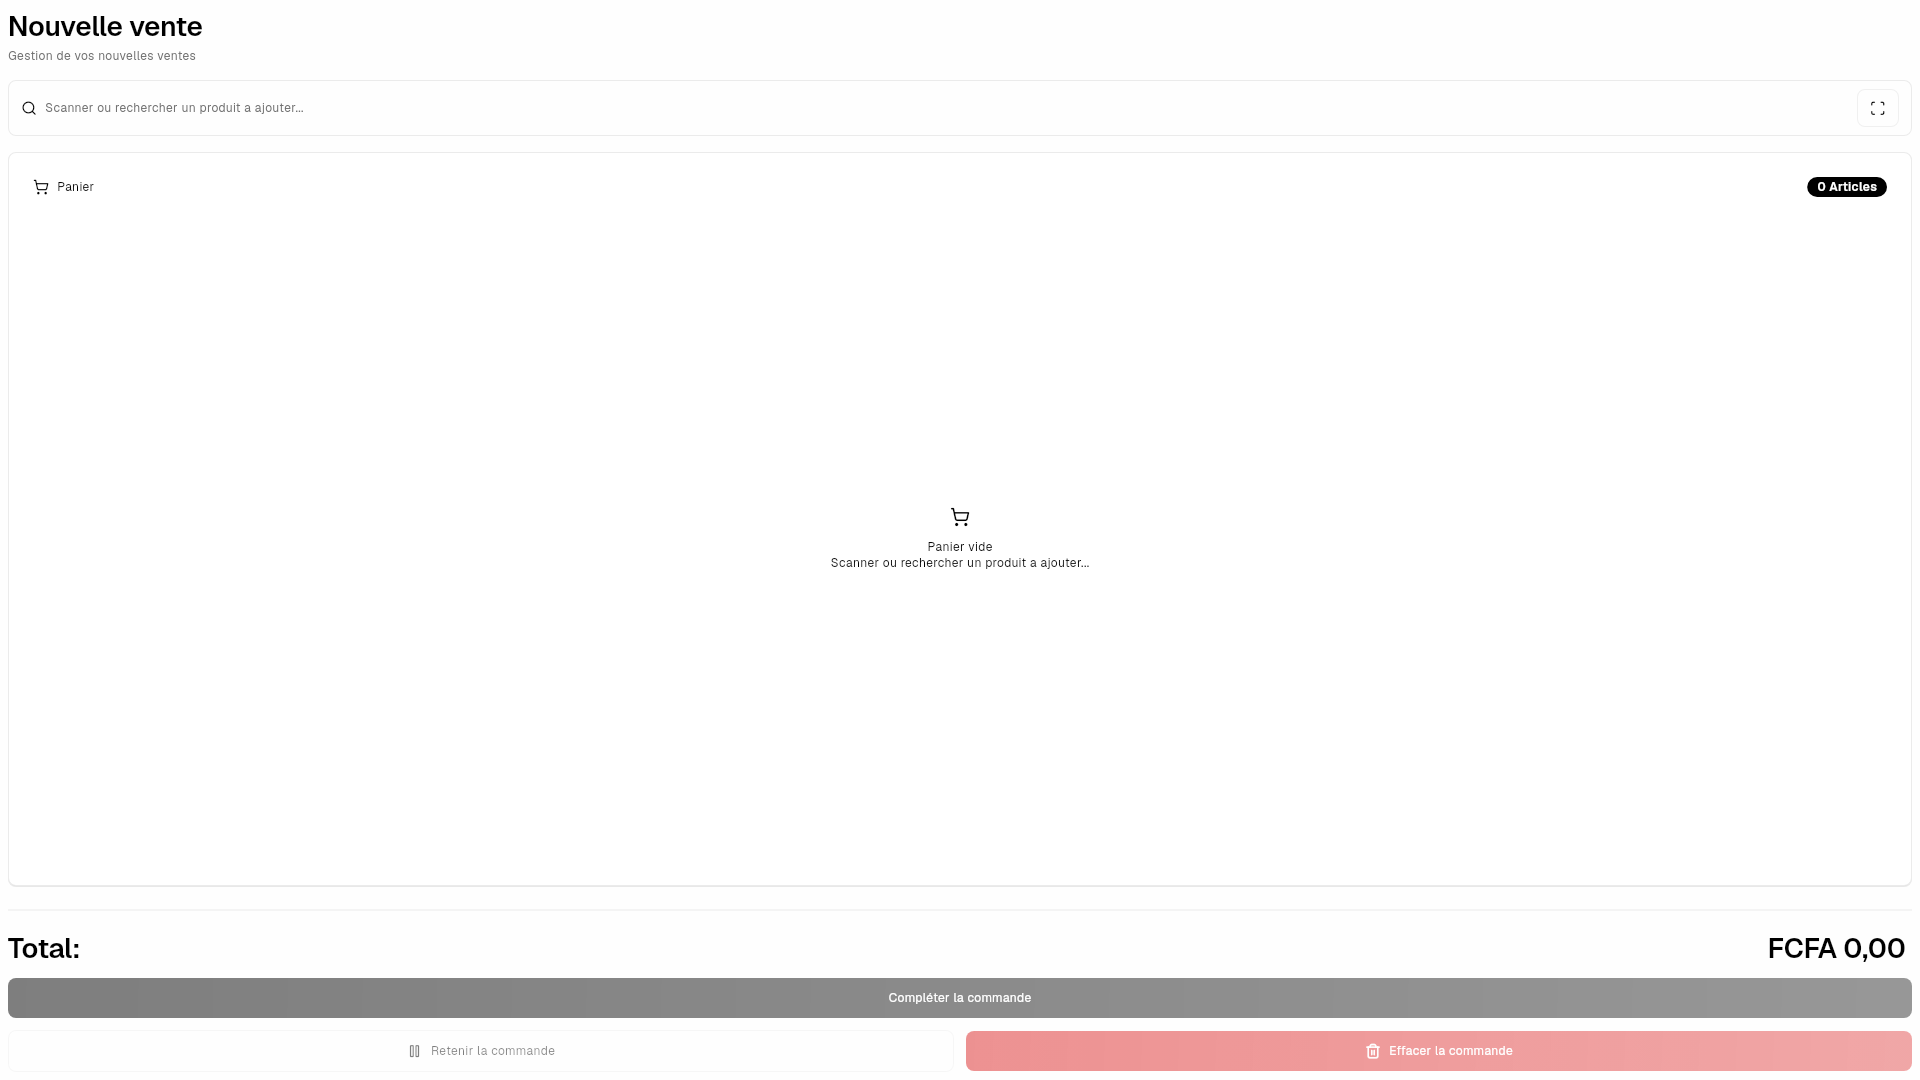 Nouvelle vente
Gestion de vos nouvelles ventes
Scanner ou rechercher un produit a ajouter...
Panier
0 Articles
Panier vide
Scanner ou rechercher un produit a ajouter...
Total:
FCFA 0,00
Compléter la commande
Retenir la commande
Effacer la commande